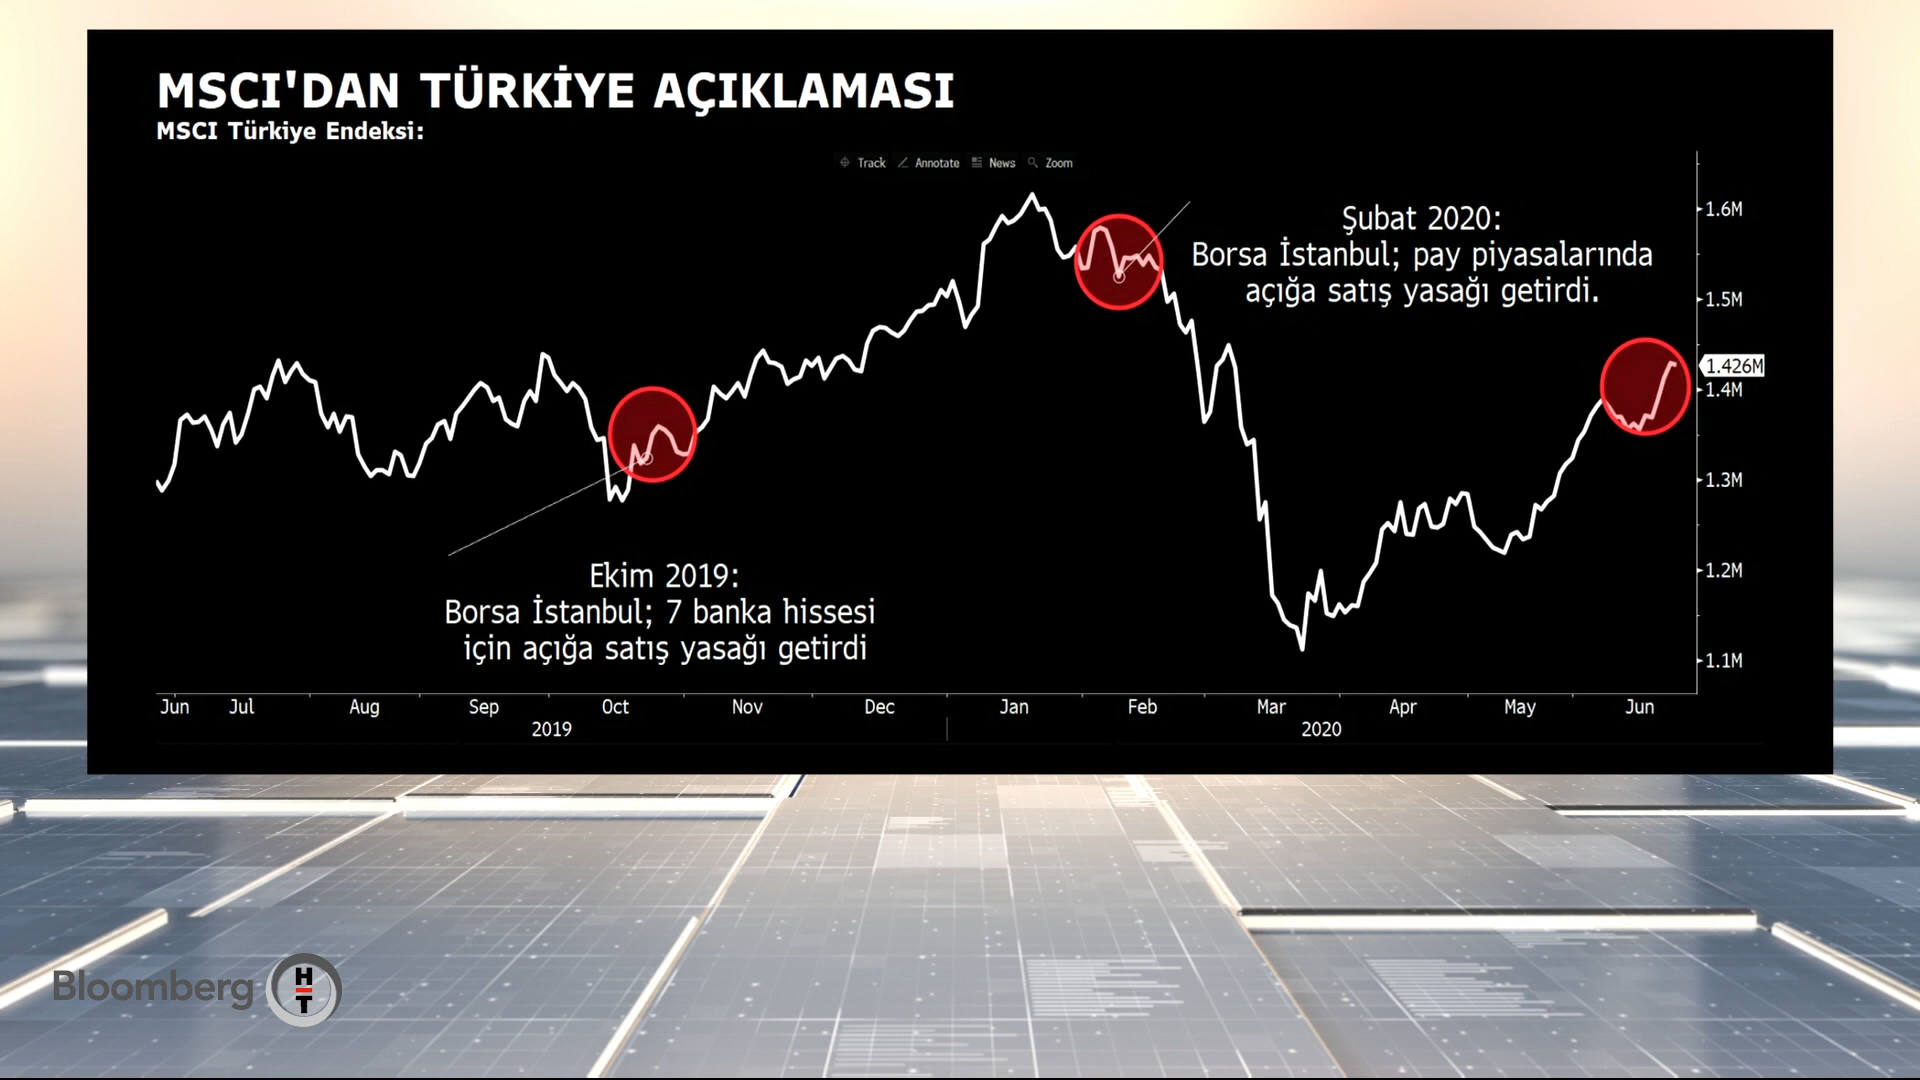 MSCI'DAN TÜRKİYE AÇIKLAMASI
MSCI Türkiye Endeksi:
Track Annotate News Zoom
Şubat 2020:
Borsa İstanbul; pay piyasalarında
açığa satış yasağı getirdi.
1.6M
1.5M
1.426M
1.4M
1.3M
1.2M
1.1M
Ekim 2019:
Borsa İstanbul; 7 banka hissesi
için açığa satış yasağı getirdi
Jun Jul Aug Sep Oct Nov Dec Jan Feb Mar Apr May Jun
2019 2020
Bloomberg HT